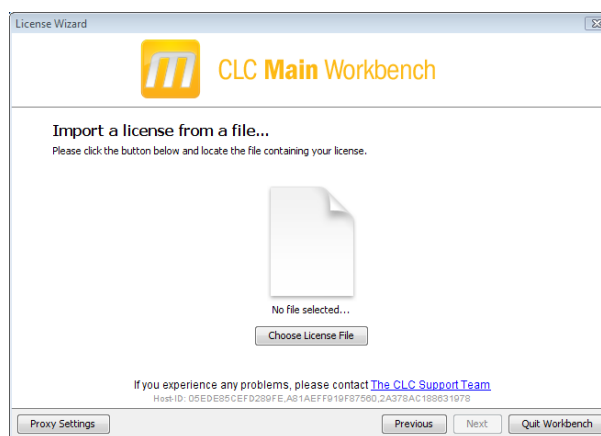 License Wizard
CLC Main Workbench
Import a license from a file...
Please click the button below and locate the file containing your license.
No file selected...
Choose License File
If you experience any problems, please contact The CLC Support Team
Host-ID: 05EDE85CEFD289FE,A81AEFF919F87560,2A378AC188631978
Proxy Settings Previous Next Quit Workbench